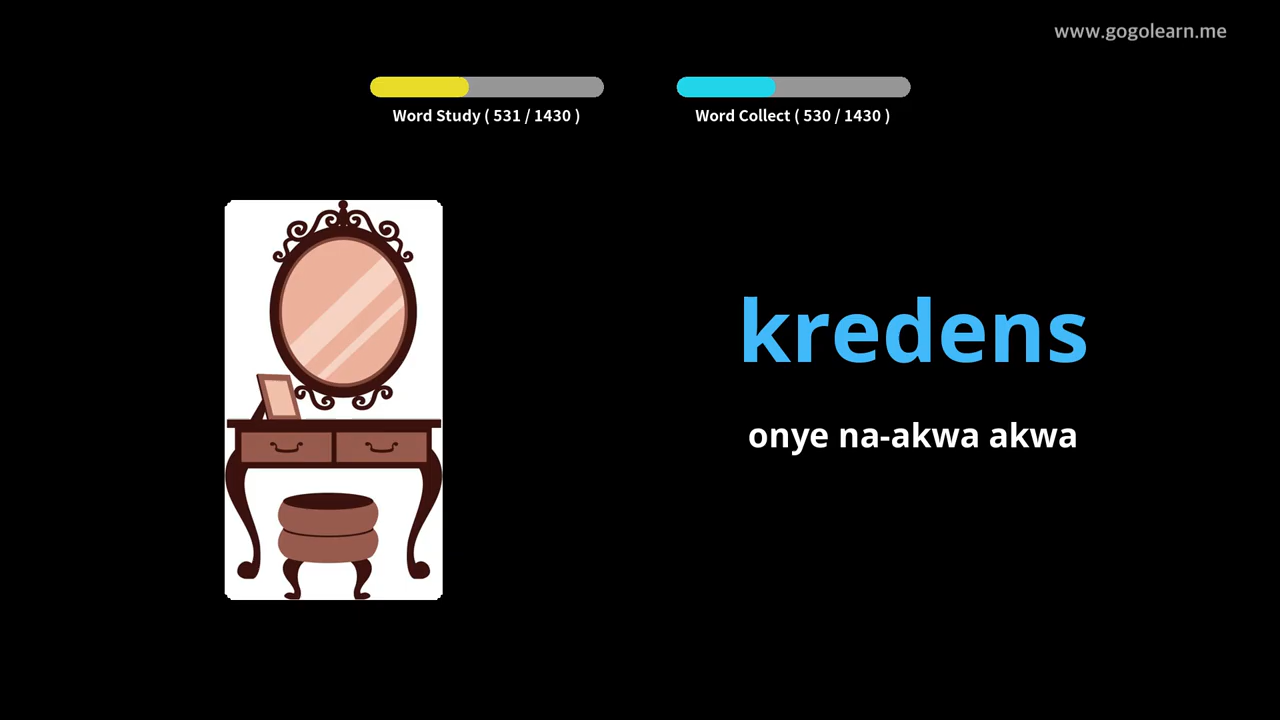 www.gogolearn.me
Word Study ( 531 / 1430 )
Word Collect ( 530 / 1430 )
kredens
onye na-akwa akwa